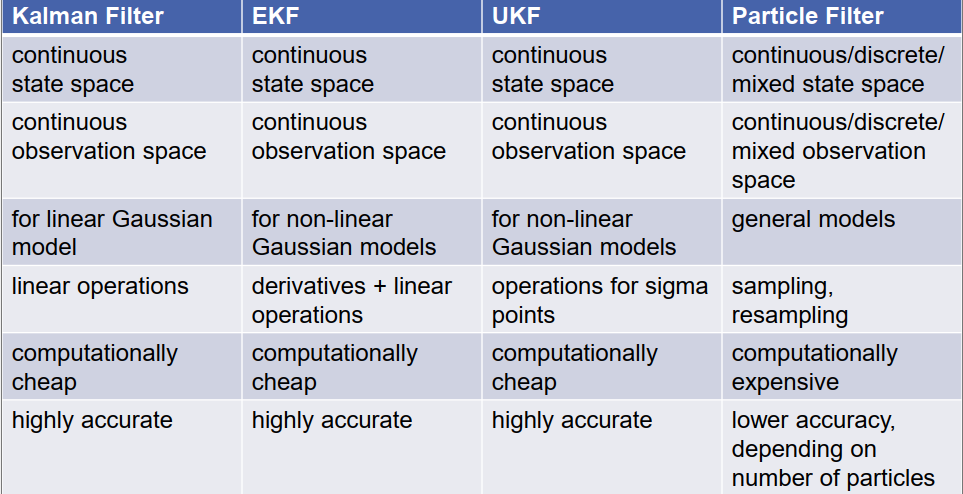 Kalman Filter EKF UKF Particle Filter
continuous continuous continuous continuous/discrete/
state space state space state space mixed state space
continuous continuous continuous continuous/discrete/
observation space observation space observation space mixed observation
space
for linear Gaussian for non-linear for non-linear general models
model Gaussian models Gaussian models
linear operations derivatives + linear operations for sigma sampling,
operations points resampling
computationally computationally computationally computationally
cheap cheap cheap expensive
highly accurate highly accurate highly accurate lower accuracy,
depending on
number of particles